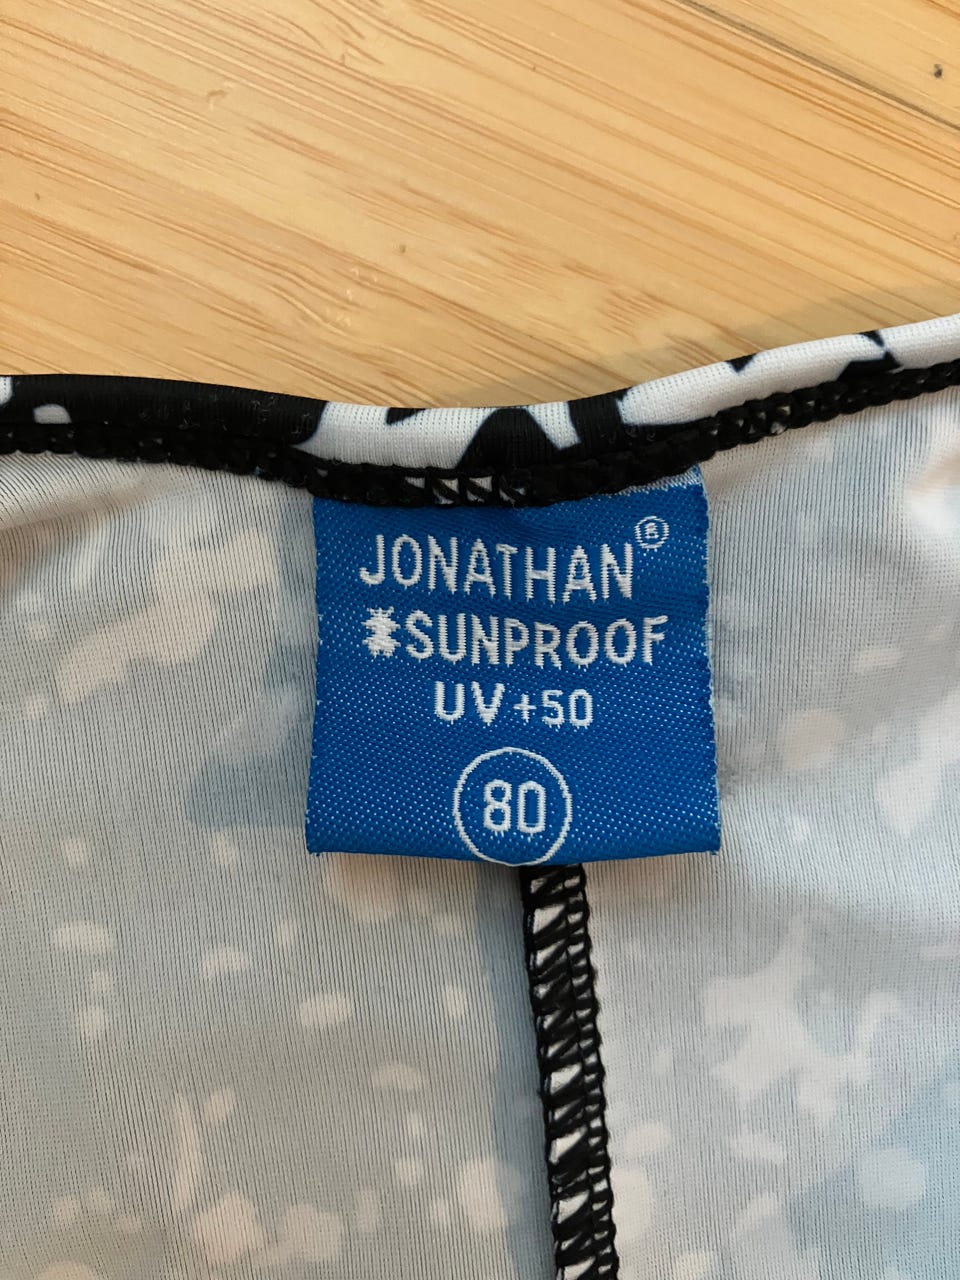 JONATHAN®
SUNPROOF
UV+50
80